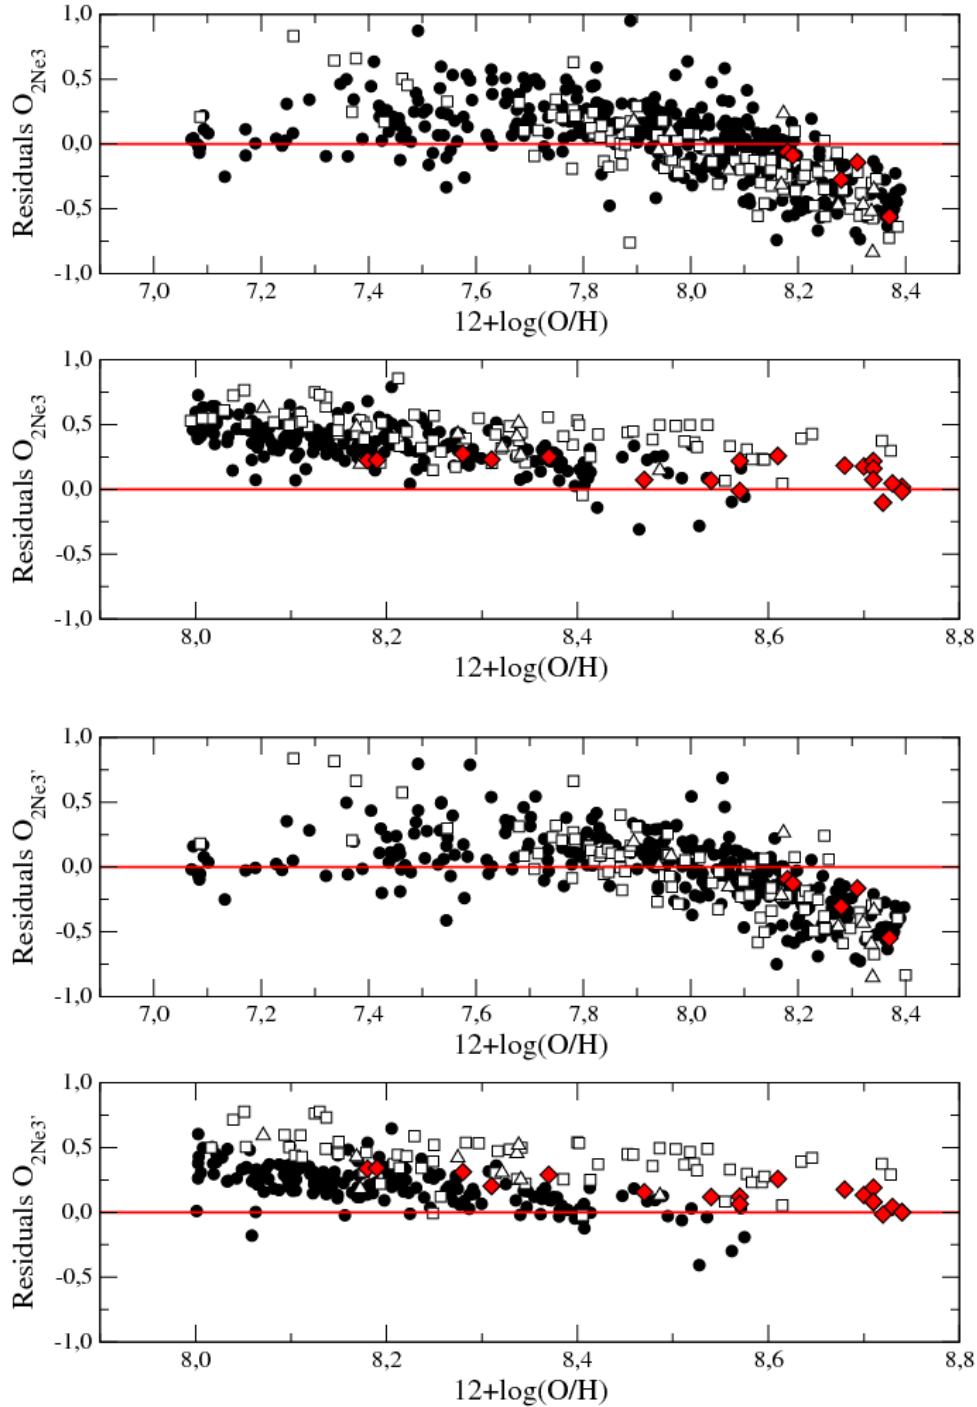 1,0
0,5
0,0
-0,5
-1,0
Residuals O2Ne3
7,0 7,2 7,4 7,6 7,8 8,0 8,2 8,4
12+log(O/H)
1,0
0,5
0,0
-0,5
-1,0
Residuals O2Ne3
8,0 8,2 8,4 8,6 8,8
12+log(O/H)
1,0
0,5
0,0
-0,5
-1,0
Residuals O2Ne3'
7,0 7,2 7,4 7,6 7,8 8,0 8,2 8,4
12+log(O/H)
1,0
0,5
0,0
-0,5
-1,0
Residuals O2Ne3'
8,0 8,2 8,4 8,6 8,8
12+log(O/H)